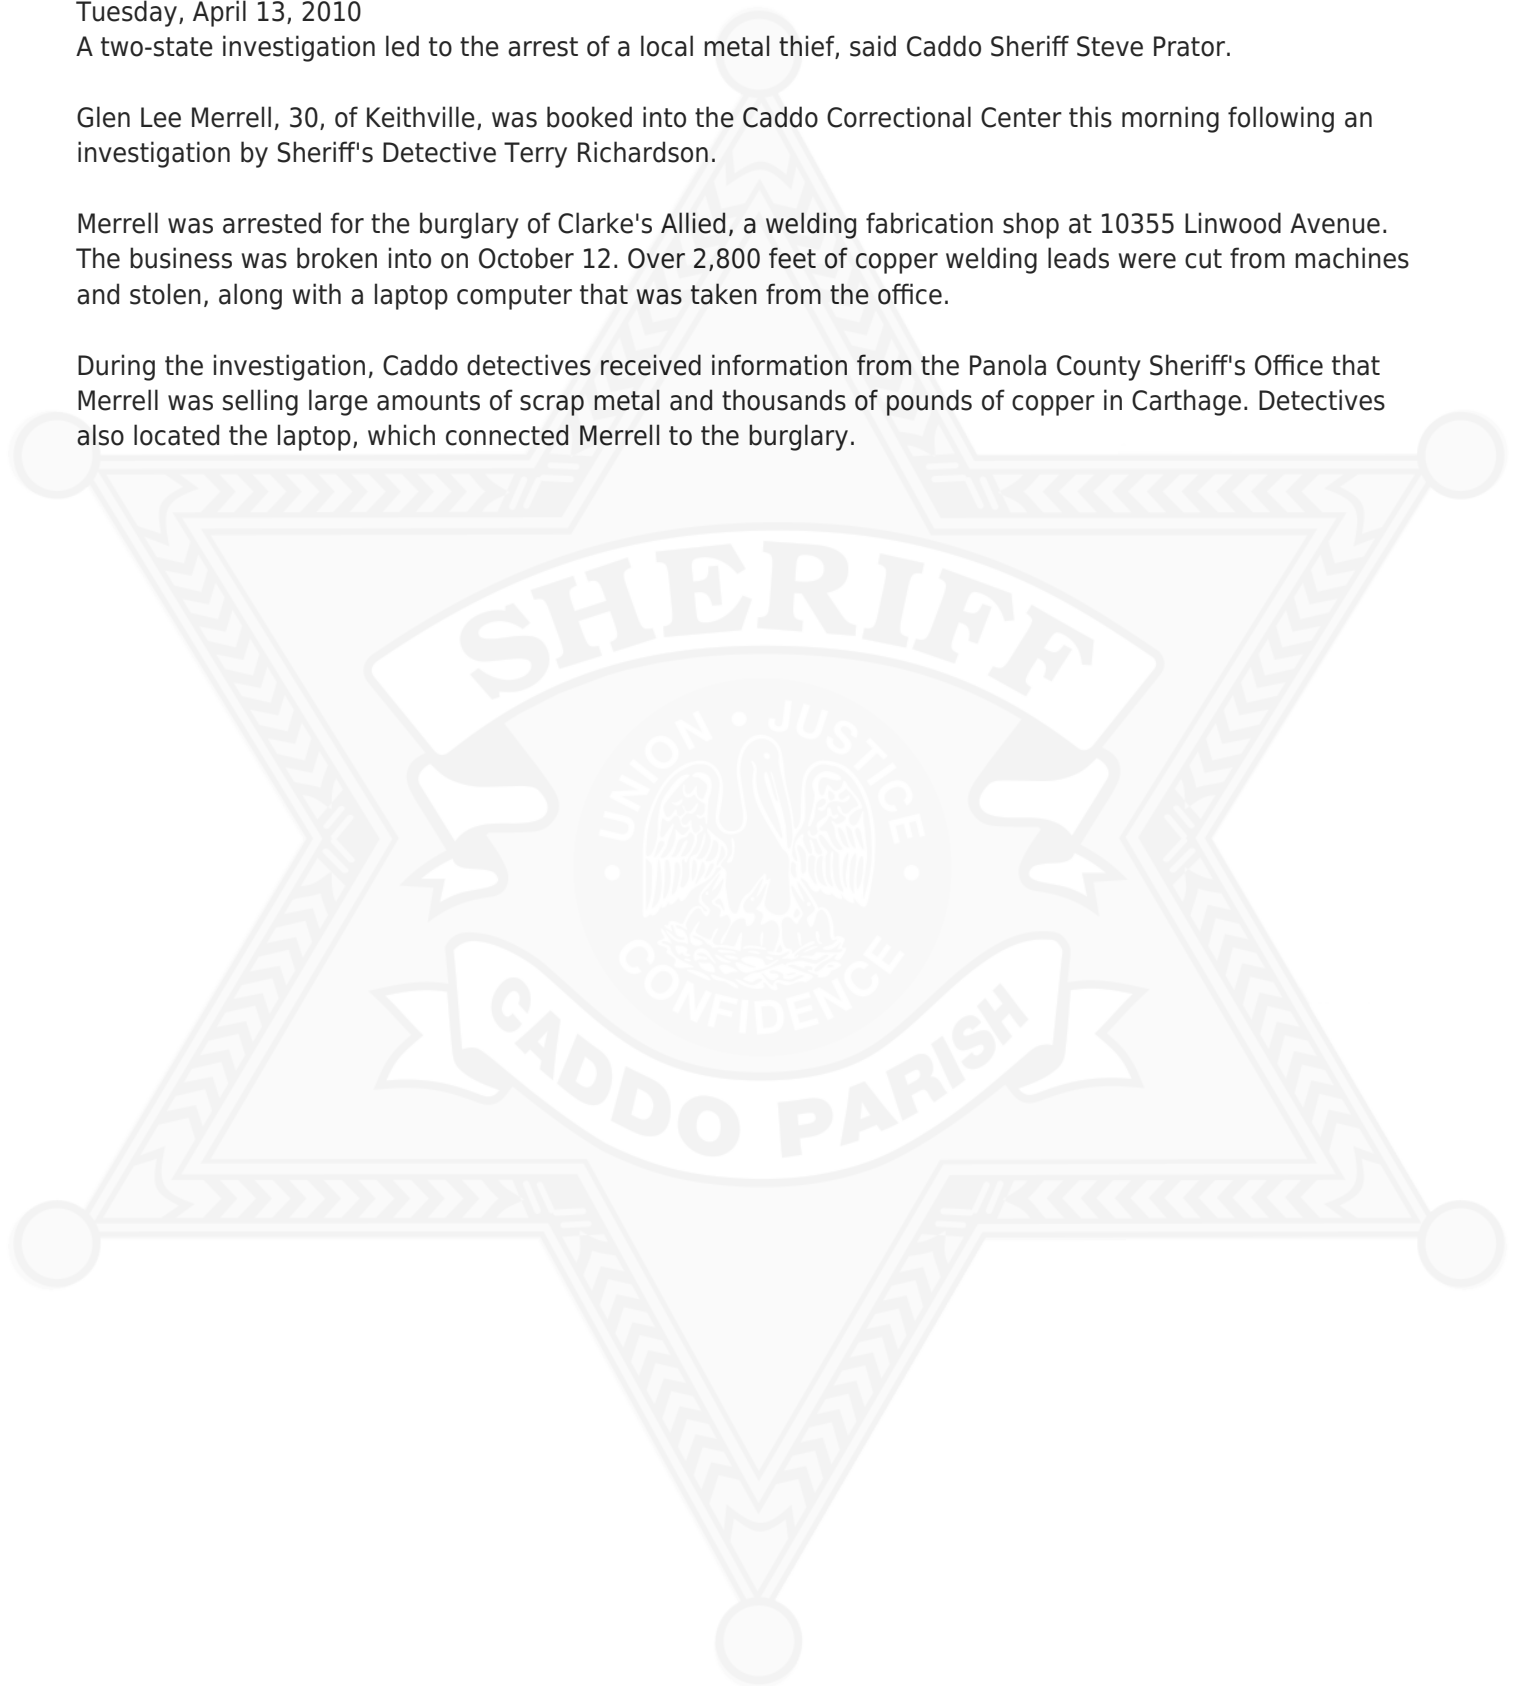 Tuesday, April 13, 2010
A two-state investigation led to the arrest of a local metal thief, said Caddo Sheriff Steve Prator.
Glen Lee Merrell, 30, of Keithville, was booked into the Caddo Correctional Center this morning following an
investigation by Sheriff's Detective Terry Richardson.
Merrell was arrested for the burglary of Clarke's Allied, a welding fabrication shop at 10355 Linwood Avenue.
The business was broken into on October 12. Over 2,800 feet of copper welding leads were cut from machines
and stolen, along with a laptop computer that was taken from the office.
During the investigation, Caddo detectives received information from the Panola County Sheriff's Office that
Merrell was selling large amounts of scrap metal and thousands of pounds of copper in Carthage. Detectives
also located the laptop, which connected Merrell to the burglary.
SHERIFF
UNION • JUSTICE
• CONFIDENCE •
CADDO PARISH